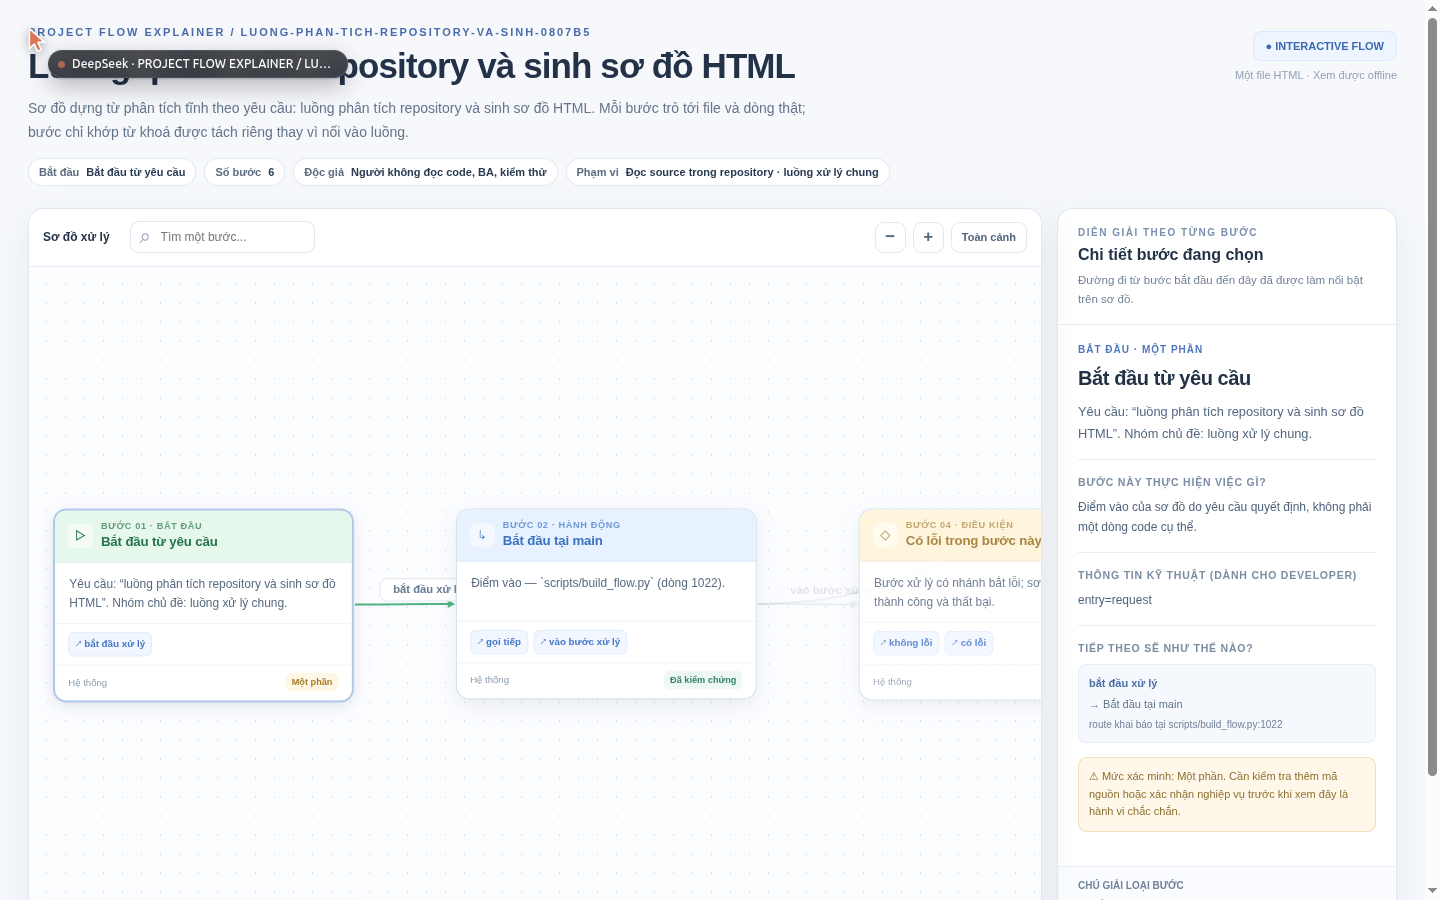 PROJECT FLOW EXPLAINER / LUONG-PHAN-TICH-REPOSITORY-VA-SINH-0807B5
DeepSeek · PROJECT FLOW EXPLAINER / LU…
repository và sinh sơ đồ HTML
Sơ đồ dựng từ phân tích tĩnh theo yêu cầu: luồng phân tích repository và sinh sơ đồ HTML. Mỗi bước trỏ tới file và dòng thật;
bước chỉ khớp từ khoá được tách riêng thay vì nối vào luồng.
● INTERACTIVE FLOW
Một file HTML · Xem được offline
Bắt đầu Bắt đầu từ yêu cầu
Số bước 6
Độc giả Người không đọc code, BA, kiểm thử
Phạm vi Đọc source trong repository · luồng xử lý chung
Sơ đồ xử lý
Tìm một bước...
− + Toàn cảnh
BƯỚC 01 · BẮT ĐẦU
Bắt đầu từ yêu cầu
Yêu cầu: “luồng phân tích repository và sinh sơ đồ
HTML”. Nhóm chủ đề: luồng xử lý chung.
↗ bắt đầu xử lý
Hệ thống
Một phần
bắt đầu xử l
BƯỚC 02 · HÀNH ĐỘNG
Bắt đầu tại main
Điểm vào — `scripts/build_flow.py` (dòng 1022).
↗ gọi tiếp ↗ vào bước xử lý
Hệ thống
Đã kiểm chứng
vào bước xử
BƯỚC 04 · ĐIỀU KIỆN
Có lỗi trong bước này
Bước xử lý có nhánh bắt lỗi; sơ
thành công và thất bại.
↗ không lỗi ↗ có lỗi
Hệ thống
DIỄN GIẢI THEO TỪNG BƯỚC
Chi tiết bước đang chọn
Đường đi từ bước bắt đầu đến đây đã được làm nổi bật
trên sơ đồ.
BẮT ĐẦU · MỘT PHẦN
Bắt đầu từ yêu cầu
Yêu cầu: “luồng phân tích repository và sinh sơ đồ
HTML”. Nhóm chủ đề: luồng xử lý chung.
BƯỚC NÀY THỰC HIỆN VIỆC GÌ?
Điểm vào của sơ đồ do yêu cầu quyết định, không phải
một dòng code cụ thể.
THÔNG TIN KỸ THUẬT (DÀNH CHO DEVELOPER)
entry=request
TIẾP THEO SẼ NHƯ THẾ NÀO?
bắt đầu xử lý
→ Bắt đầu tại main
route khai báo tại scripts/build_flow.py:1022
⚠ Mức xác minh: Một phần. Cần kiểm tra thêm mã
nguồn hoặc xác nhận nghiệp vụ trước khi xem đây là
hành vi chắc chắn.
CHÚ GIẢI LOẠI BƯỚC